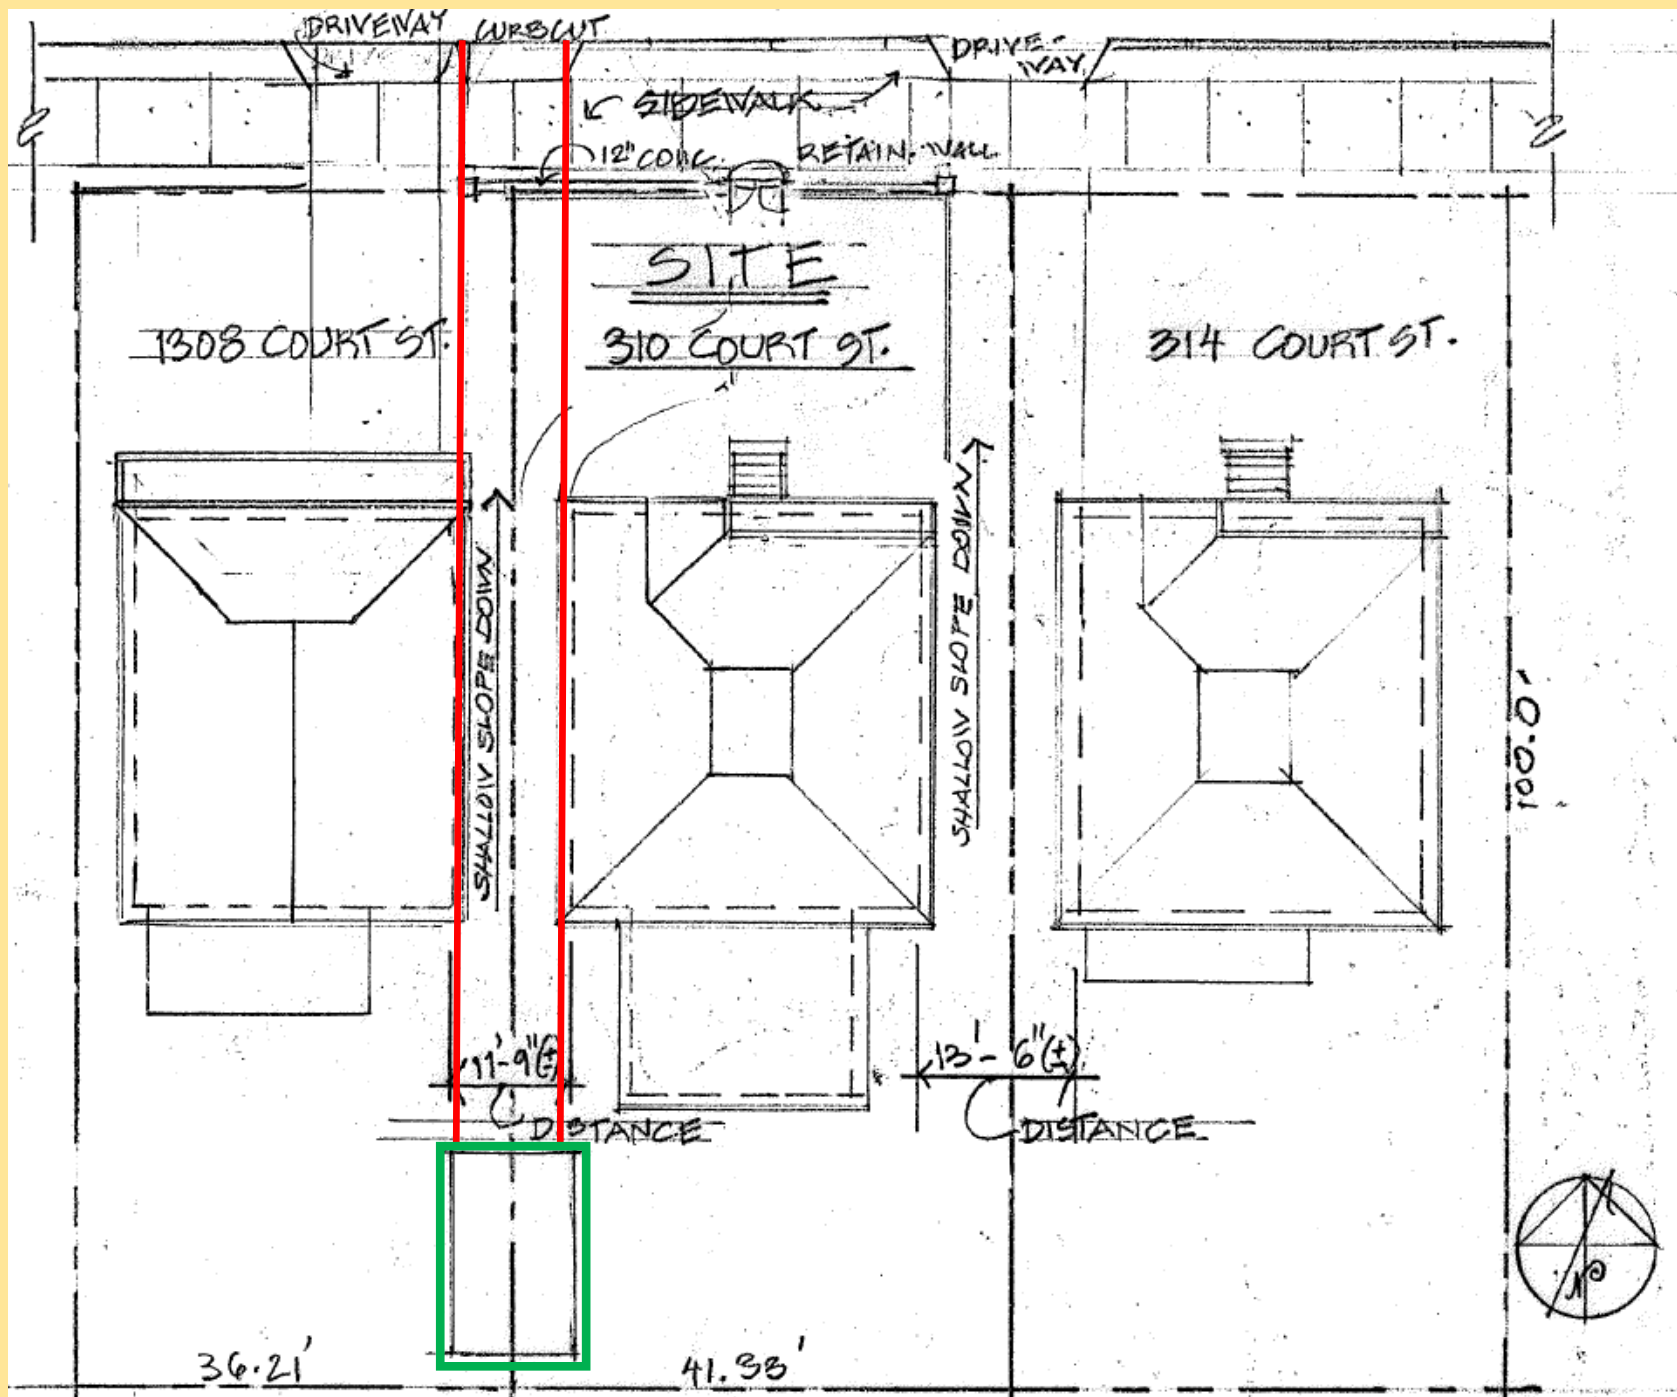 DRIVEWAY
CURBCUT
DRIVE-
WAY
SIDEWALK
12" CONC.
RETAIN. WALL
SITE
1308 COURT ST.
310 COURT ST.
314 COURT ST.
SHALLOW SLOPE DOWN
SHALLOW SLOPE DOWN
100.0'
11'-9"(±)
13'-6"(±)
DISTANCE
DISTANCE
36.21'
41.33'
N